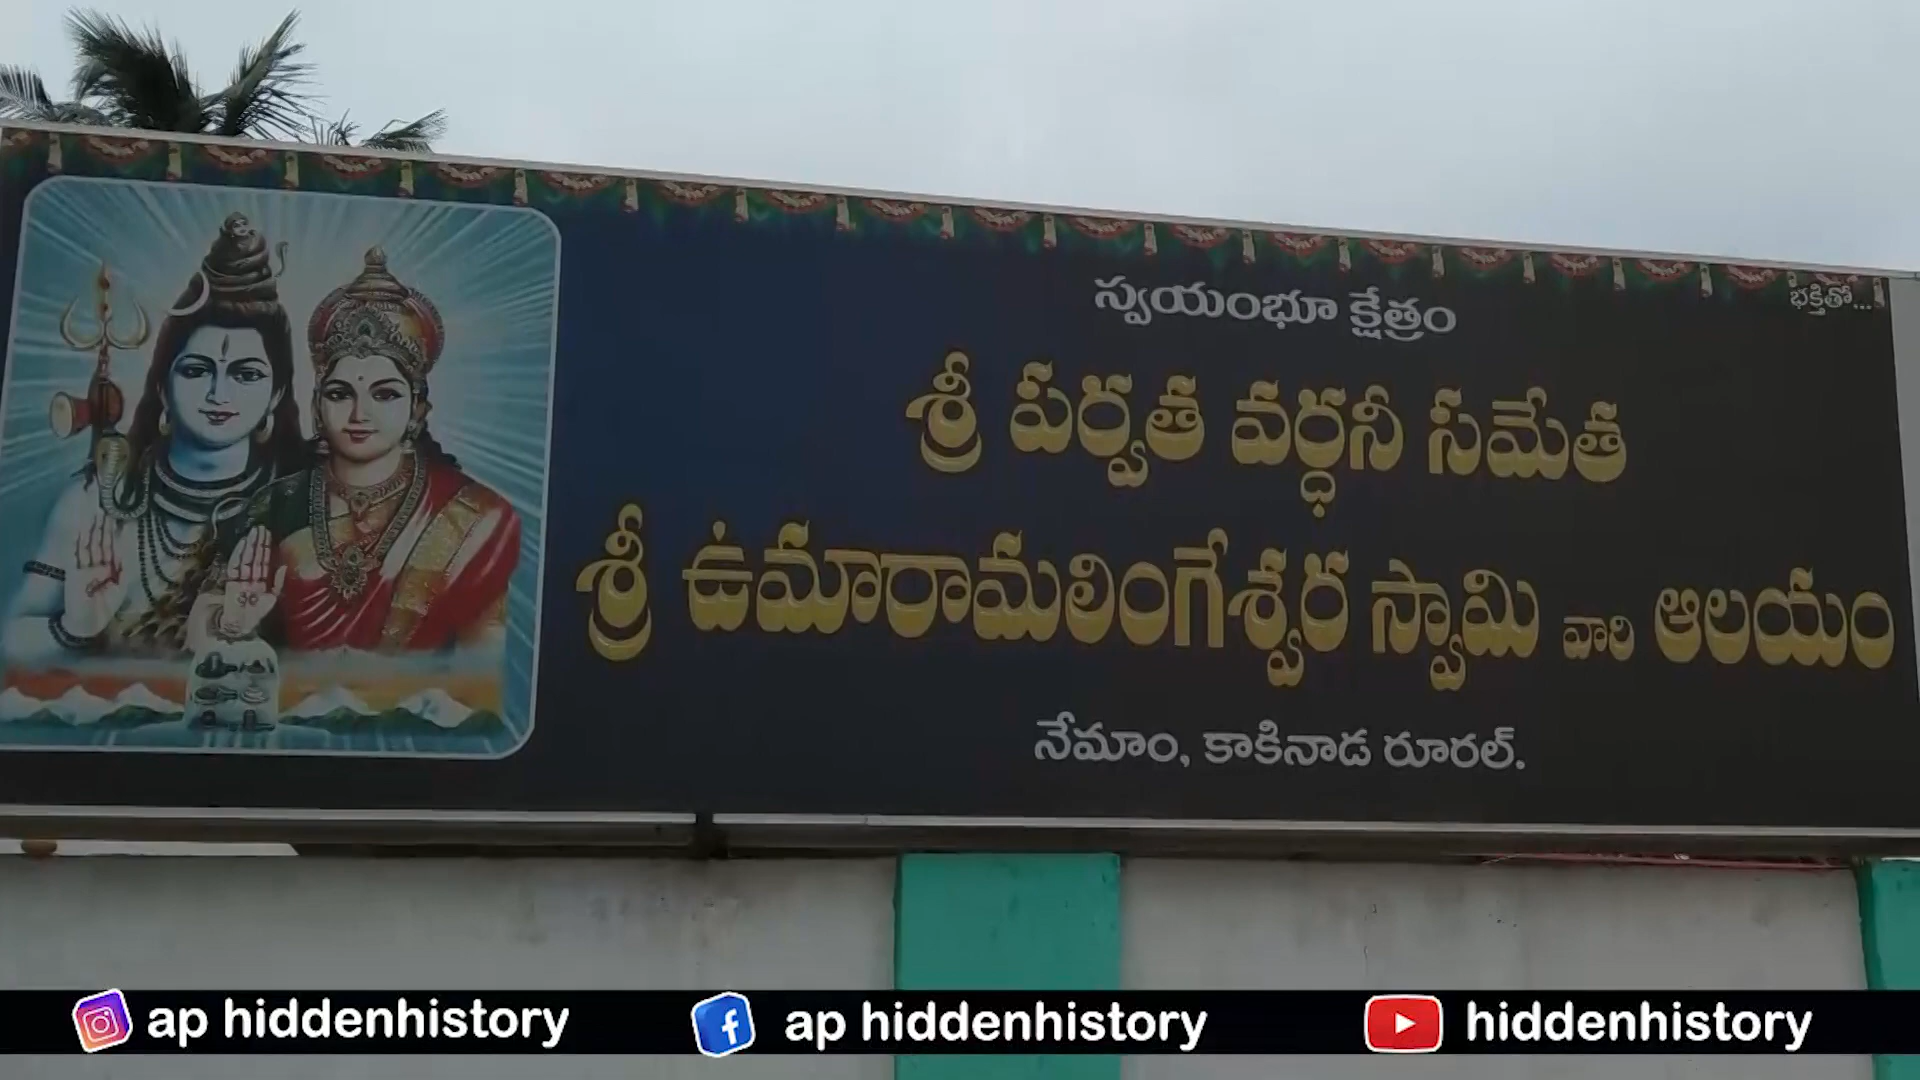 భక్తితో...
స్వయంభూ క్షేత్రం
శ్రీ పర్వత వర్ధనీ సమేత
శ్రీ ఉమారామలింగేశ్వర స్వామి వారి ఆలయం
నేమాం, కాకినాడ రూరల్.
ap hiddenhistory ap hiddenhistory hiddenhistory